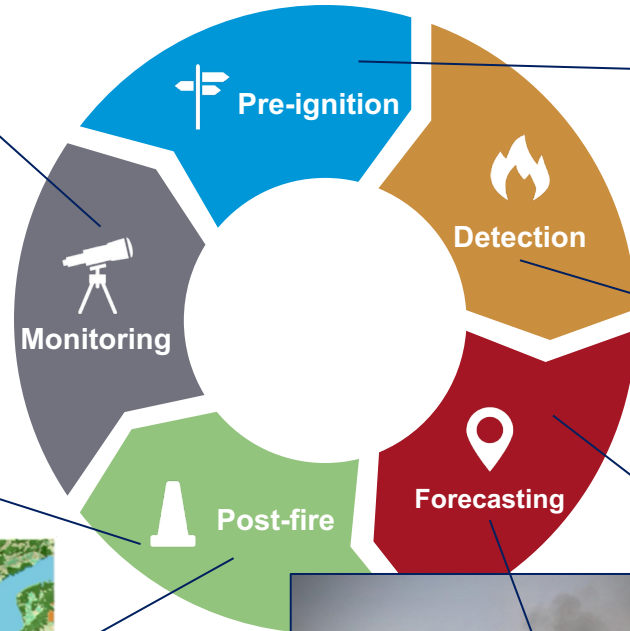 Pre-ignition
Detection
Monitoring
Forecasting
Post-fire